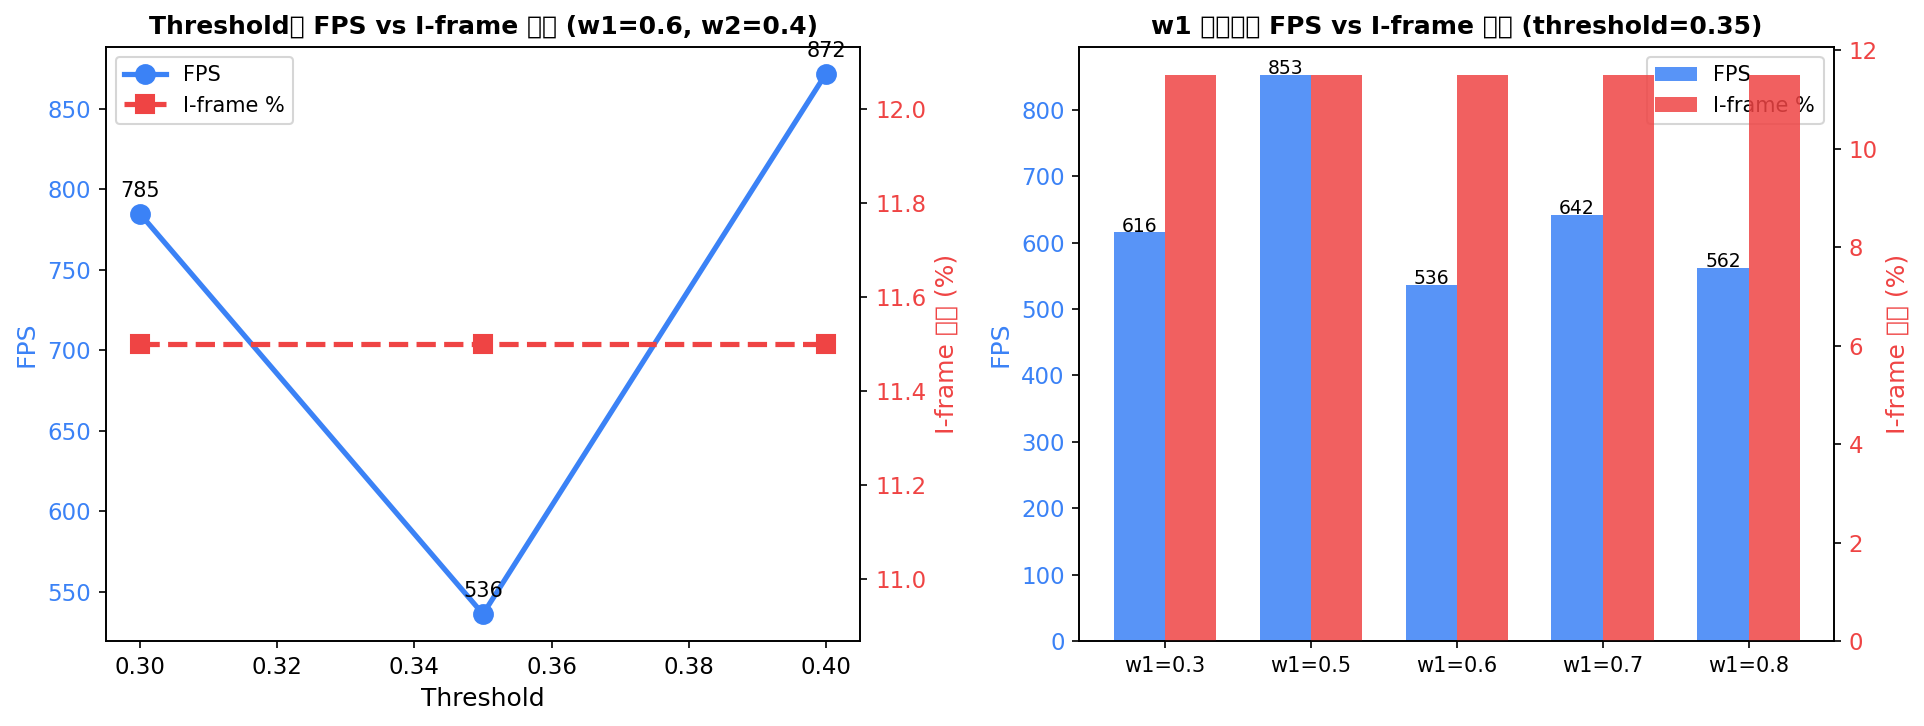 Threshold FPS vs I-frame (w1=0.6, w2=0.4)
FPS
I-frame %
785
536
872
850
800
750
700
650
600
550
FPS
12.0
11.8
11.6
11.4
11.2
11.0
I-frame (%)
0.30 0.32 0.34 0.36 0.38 0.40
Threshold
w1 FPS vs I-frame (threshold=0.35)
FPS
I-frame %
616
853
536
642
562
800
700
600
500
400
300
200
100
0
FPS
12
10
8
6
4
2
0
I-frame (%)
w1=0.3 w1=0.5 w1=0.6 w1=0.7 w1=0.8